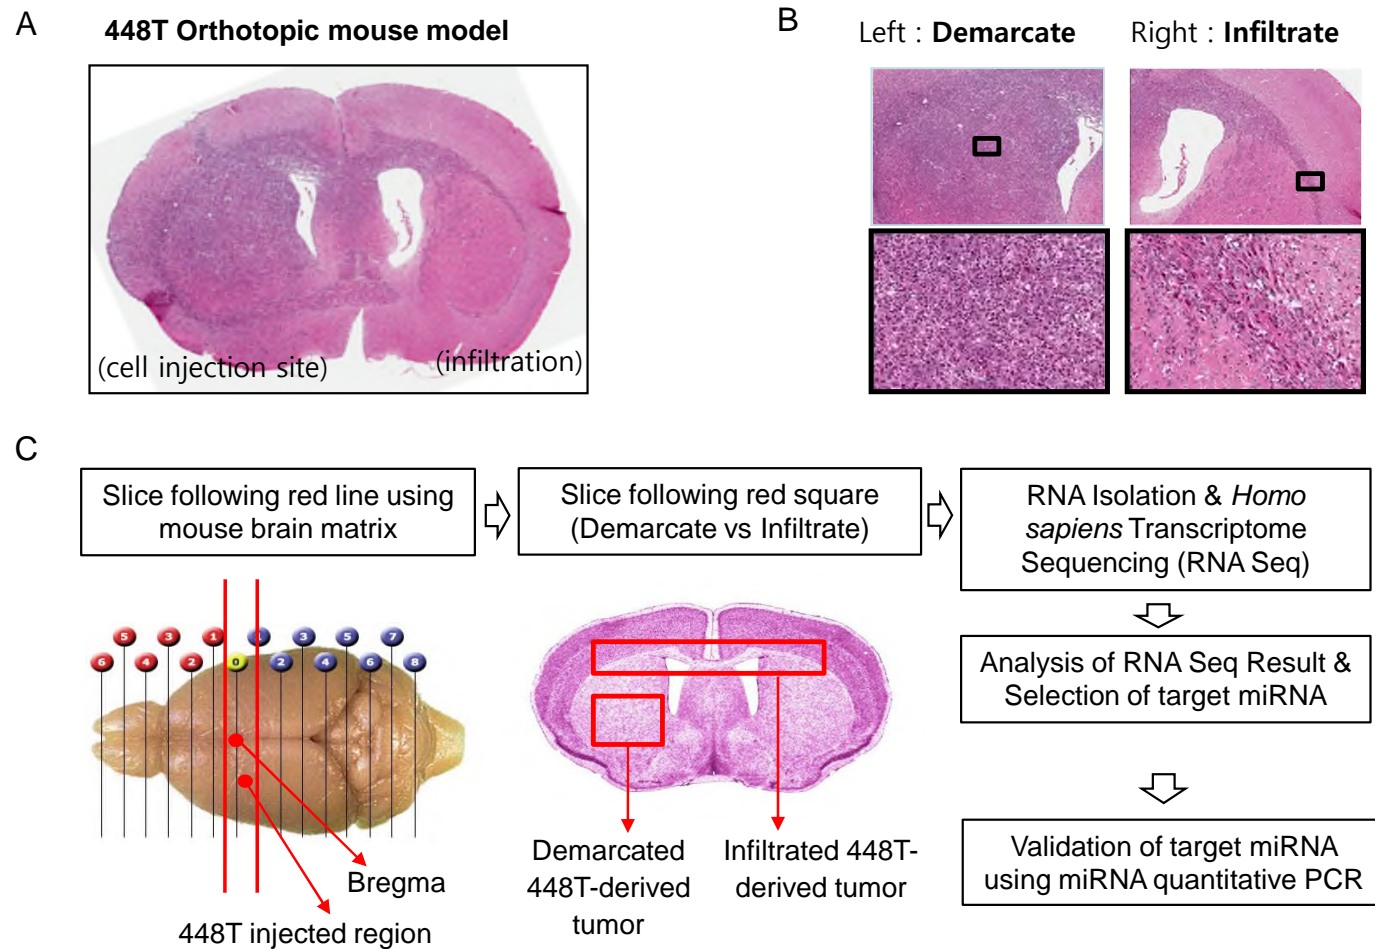 A
448T Orthotopic mouse model
(cell injection site)
(infiltration)
B
Left : Demarcate
Right : Infiltrate
C
Slice following red line using
mouse brain matrix
Slice following red square
(Demarcate vs Infiltrate)
RNA Isolation & Homo
sapiens Transcriptome
Sequencing (RNA Seq)
Analysis of RNA Seq Result &
Selection of target miRNA
Validation of target miRNA
using miRNA quantitative PCR
5 3 1 1 3 5 7
6 4 2 0 2 4 6 8
Bregma
448T injected region
Demarcated
448T-derived
tumor
Infiltrated 448T-
derived tumor